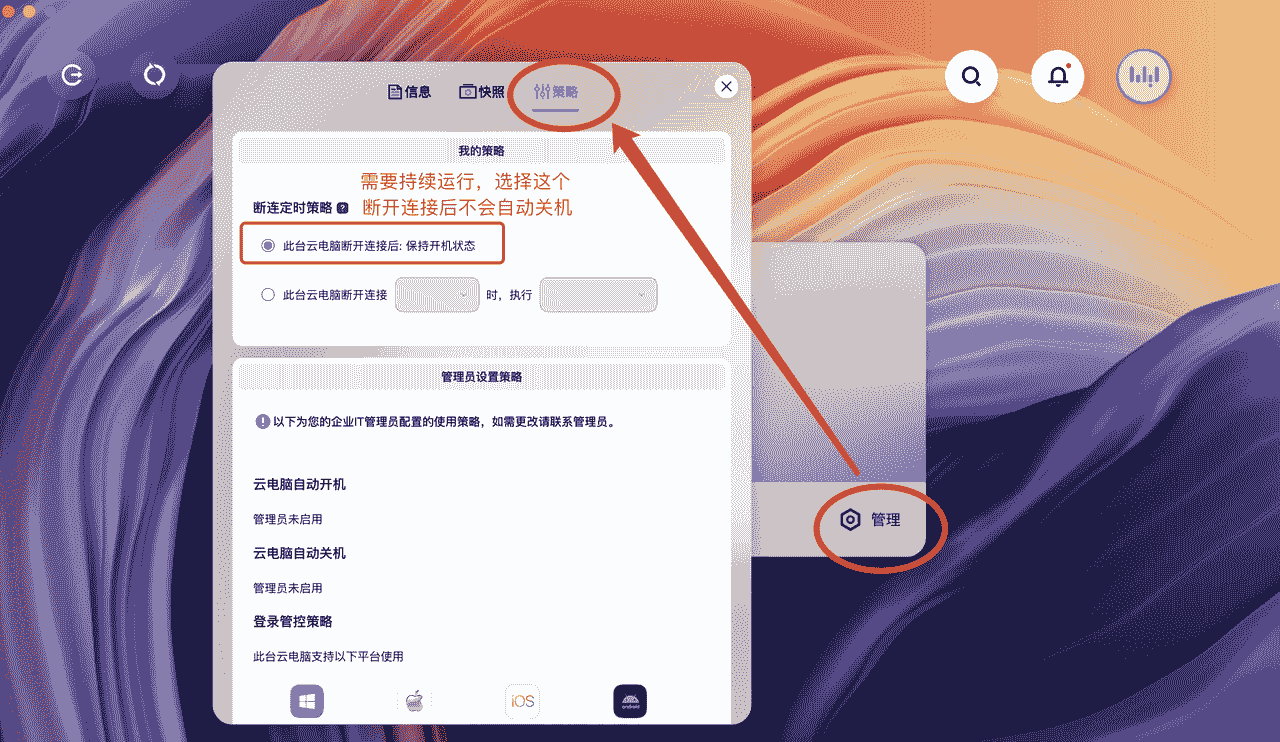 信息
快照
策略
我的策略
需要持续运行，选择这个
断开连接后不会自动关机
断连定时策略
此台云电脑断开连接后: 保持开机状态
此台云电脑断开连接 时，执行
管理员设置策略
以下为您的企业IT管理员配置的使用策略，如需更改请联系管理员。
云电脑自动开机
管理员未启用
云电脑自动关机
管理员未启用
登录管控策略
此台云电脑支持以下平台使用
iOS
android
管理